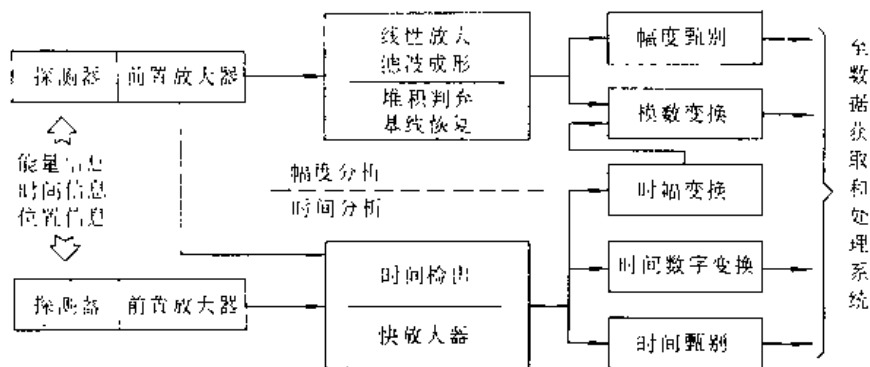 探测器 前置放大器
线性放大
滤波成形
堆积判弃
基线恢复
幅度甄别
模数变换
能量信息
时间信息
位置信息
幅度分析
时间分析
时幅变换
探测器 前置放大器
时间检出
快放大器
时间数字变换
时间甄别
至数据获取和处理系统